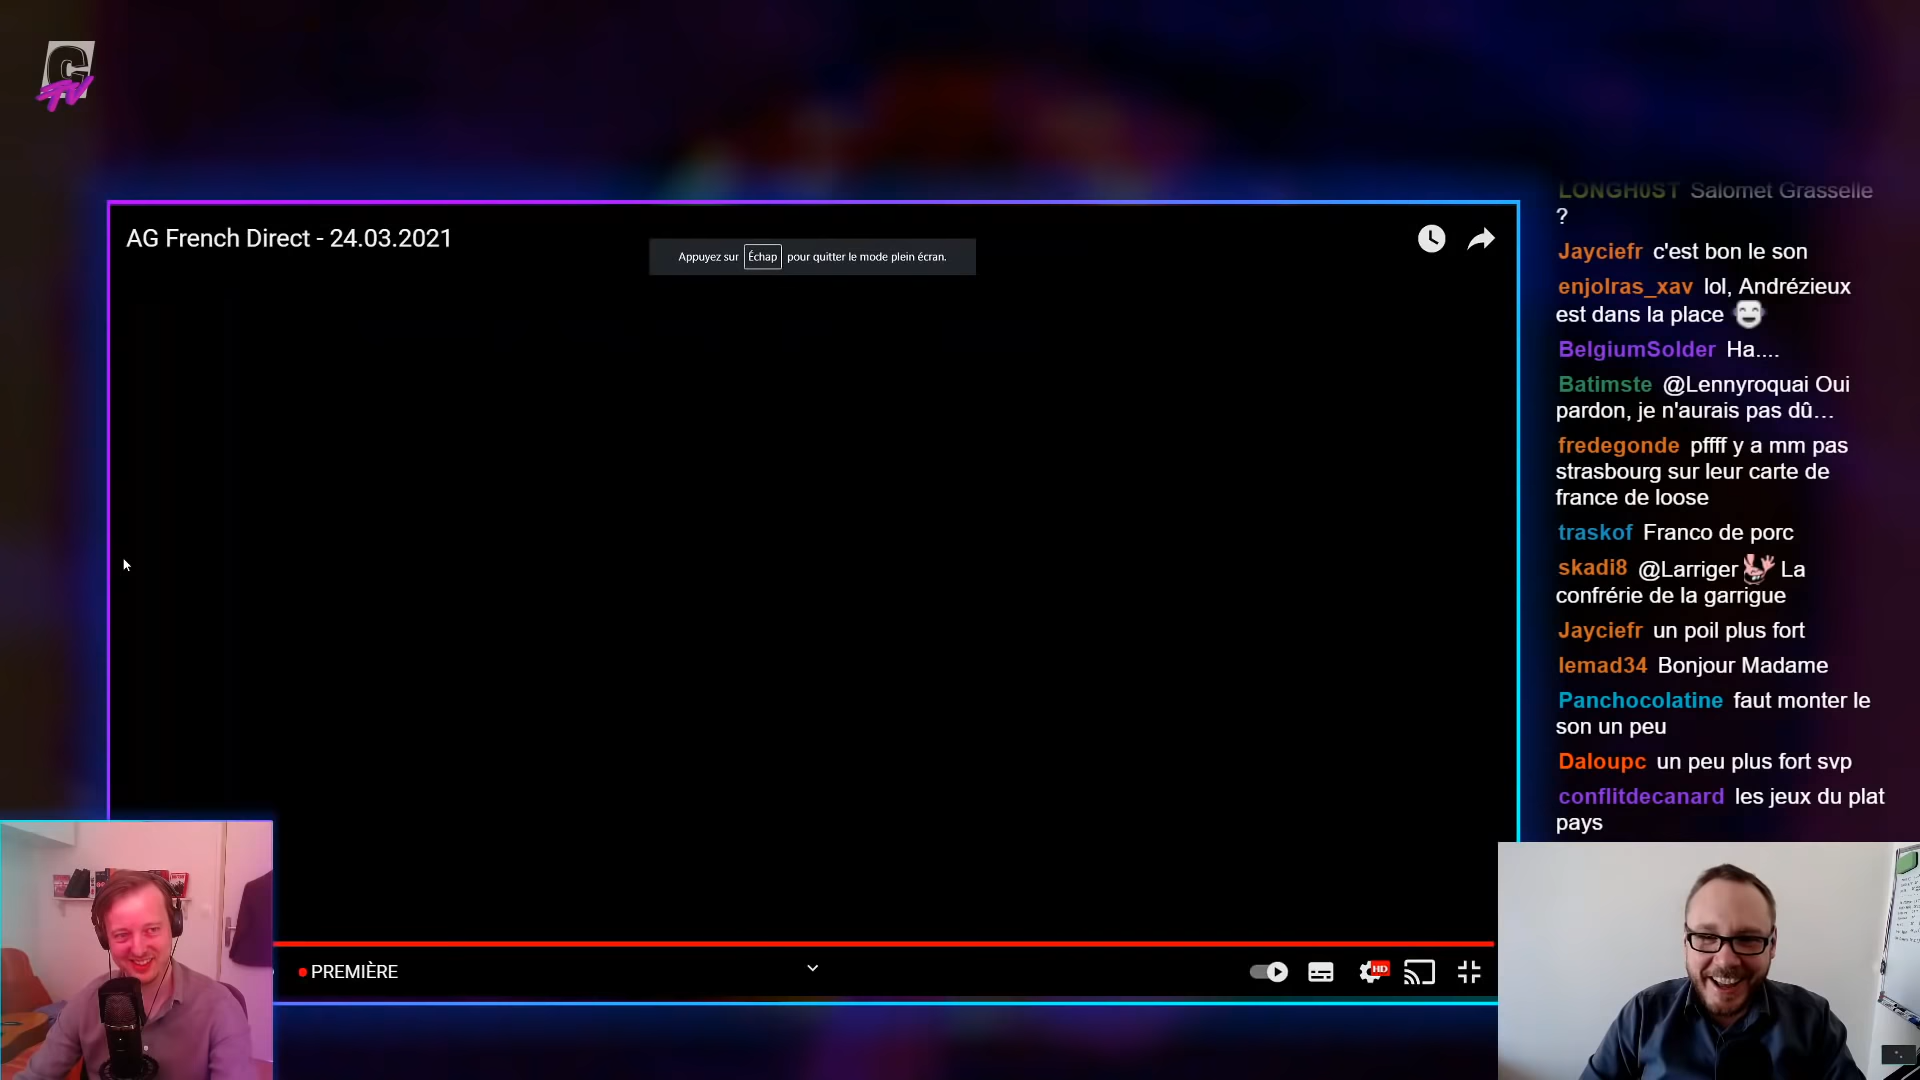 C
TV
AG French Direct - 24.03.2021
Appuyez sur Échap pour quitter le mode plein écran.
PREMIÈRE
HD
LONGH0ST Salomet Grasselle
?
Jayciefr c'est bon le son
enjolras_xav lol, Andrézieux
est dans la place
BelgiumSolder Ha....
Batimste @Lennyroquai Oui
pardon, je n'aurais pas dû…
fredegonde pffff y a mm pas
strasbourg sur leur carte de
france de loose
traskof Franco de porc
skadi8 @Larriger La
confrérie de la garrigue
Jayciefr un poil plus fort
lemad34 Bonjour Madame
Panchocolatine faut monter le
son un peu
Daloupc un peu plus fort svp
conflitdecanard les jeux du plat
pays